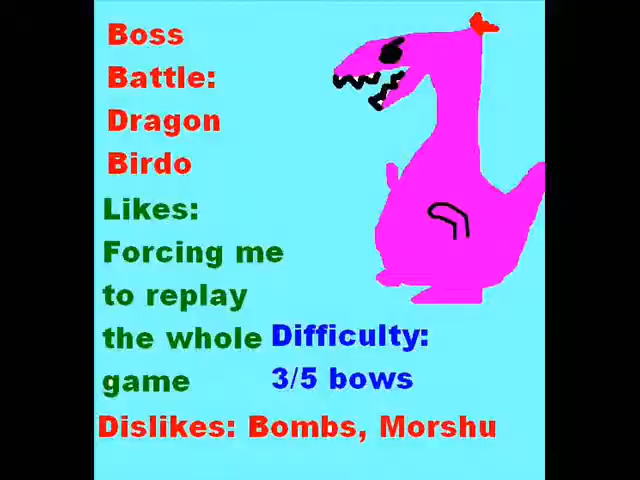 Boss
Battle:
Dragon
Birdo
Likes:
Forcing me
to replay
the whole
game
Difficulty:
3/5 bows
Dislikes: Bombs, Morshu